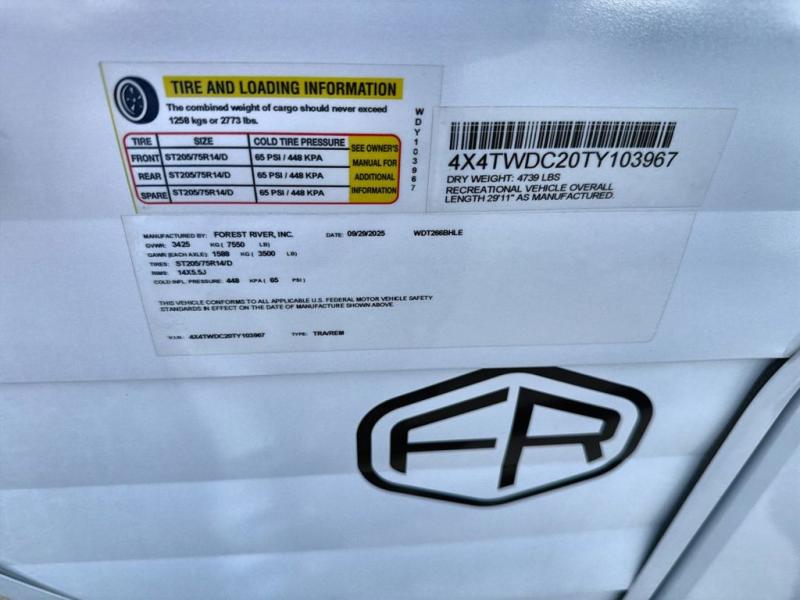 TIRE AND LOADING INFORMATION
The combined weight of cargo should never exceed
1258 kgs or 2773 lbs.
TIRE SIZE COLD TIRE PRESSURE
FRONT ST205/75R14/D 65 PSI / 448 KPA
REAR ST205/75R14/D 65 PSI / 448 KPA
SPARE ST205/75R14/D 65 PSI / 448 KPA
SEE OWNER'S
MANUAL FOR
ADDITIONAL
INFORMATION
WDY103967
4X4TWDC20TY103967
DRY WEIGHT: 4739 LBS
RECREATIONAL VEHICLE OVERALL
LENGTH 29'11" AS MANUFACTURED.
MANUFACTURED BY: FOREST RIVER, INC. DATE: 09/29/2025 WDT266BHLE
GVWR: 3425 KG ( 7550 LB)
GAWR (EACH AXLE): 1588 KG ( 3500 LB)
TIRES: ST205/75R14/D
RIMS: 14X5.5J
COLD INFL. PRESSURE: 448 KPA ( 65 PSI )
THIS VEHICLE CONFORMS TO ALL APPLICABLE U.S. FEDERAL MOTOR VEHICLE SAFETY
STANDARDS IN EFFECT ON THE DATE OF MANUFACTURE SHOWN ABOVE.
V.I.N.: 4X4TWDC20TY103967 TYPE: TRA/REM
FR